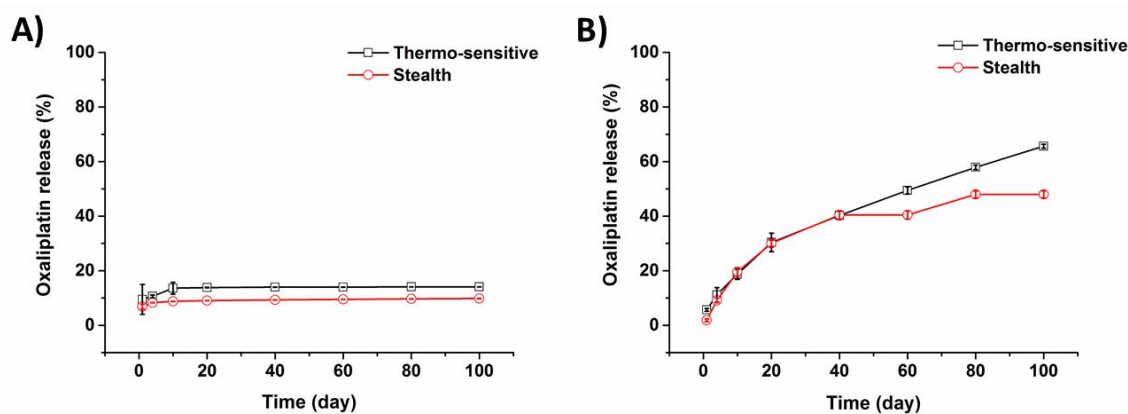 A)
Thermo-sensitive
Stealth
100
80
60
40
20
0
Oxaliplatin release (%)
0 20 40 60 80 100
Time (day)
B)
Thermo-sensitive
Stealth
100
80
60
40
20
0
Oxaliplatin release (%)
0 20 40 60 80 100
Time (day)